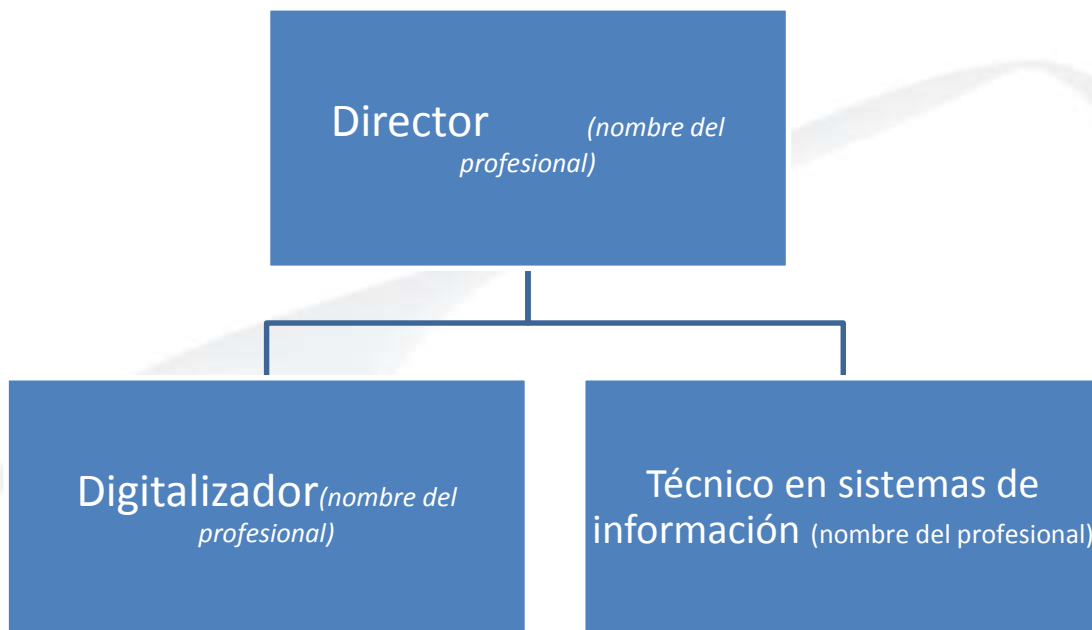 Director (nombre del
profesional)
Digitalizador(nombre del
profesional)
Técnico en sistemas de
información (nombre del profesional)